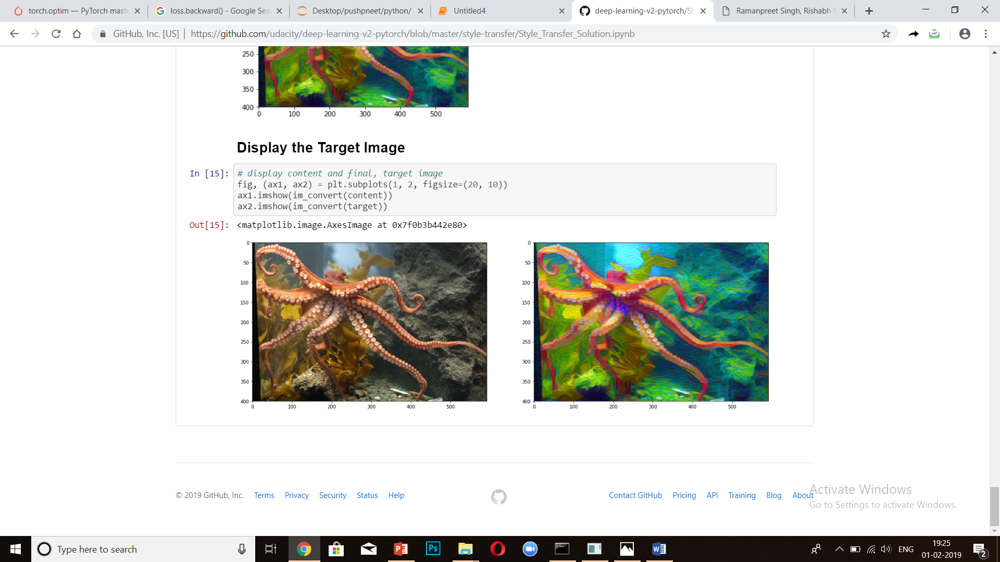 torch.optim — PyTorch maste
loss.backward() - Google Sea
Desktop/pushpneet/python/
Untitled4
deep-learning-v2-pytorch/St
Ramanpreet Singh, Rishabh S
GitHub, Inc. [US] | https://github.com/udacity/deep-learning-v2-pytorch/blob/master/style-transfer/Style_Transfer_Solution.ipynb
250
300
350
400
0 100 200 300 400 500
Display the Target Image
In [15]:
# display content and final, target image
fig, (ax1, ax2) = plt.subplots(1, 2, figsize=(20, 10))
ax1.imshow(im_convert(content))
ax2.imshow(im_convert(target))
Out[15]: <matplotlib.image.AxesImage at 0x7f0b3b442e80>
0
50
100
150
200
250
300
350
400
0 100 200 300 400 500
0
50
100
150
200
250
300
350
400
0 100 200 300 400 500
© 2019 GitHub, Inc. Terms Privacy Security Status Help
Contact GitHub Pricing API Training Blog About
Activate Windows
Go to Settings to activate Windows.
Type here to search
Ps
ENG
19:25
01-02-2019
2